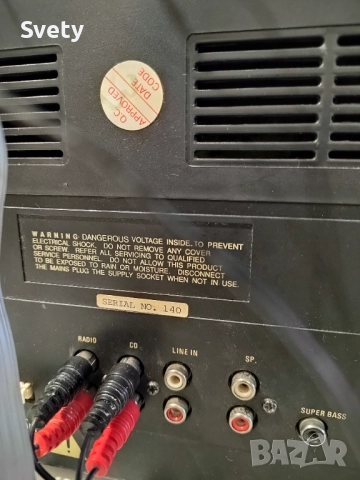 Svety
Q.C
APPROVED
DATE
CODE
WARNING: DANGEROUS VOLTAGE INSIDE. TO PREVENT
ELECTRICAL SHOCK, DO NOT REMOVE ANY COVER
OR SCREW. REFER ALL SERVICING TO QUALIFIED
SERVICE PERSONNEL. DO NOT ALLOW THIS PRODUCT
TO BE EXPOSED TO RAIN OR MOISTURE. DISCONNECT
THE MAINS PLUG THE SUPPLY SOCKET WHEN NOT IN USE.
SERIAL NO. 140
RADIO
CD
LINE IN
SP.
SUPER BASS
BAZAR